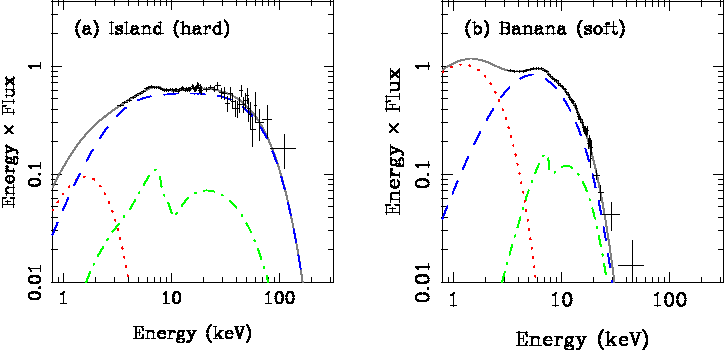 (a) Island (hard)
Energy × Flux
1
0.1
0.01
1 10 100
Energy (keV)
(b) Banana (soft)
Energy × Flux
1
0.1
0.01
1 10 100
Energy (keV)